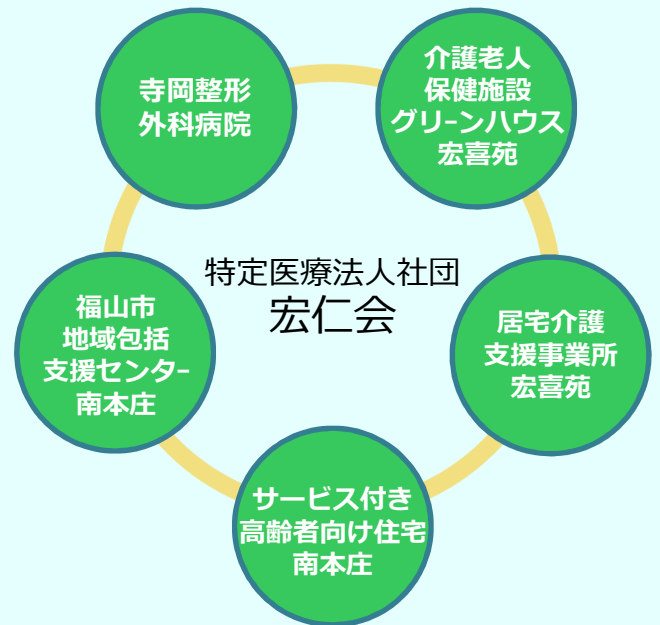 寺岡整形
外科病院
介護老人
保健施設
グリーンハウス
宏喜苑
特定医療法人社団
宏仁会
福山市
地域包括
支援センター
南本庄
居宅介護
支援事業所
宏喜苑
サービス付き
高齢者向け住宅
南本庄